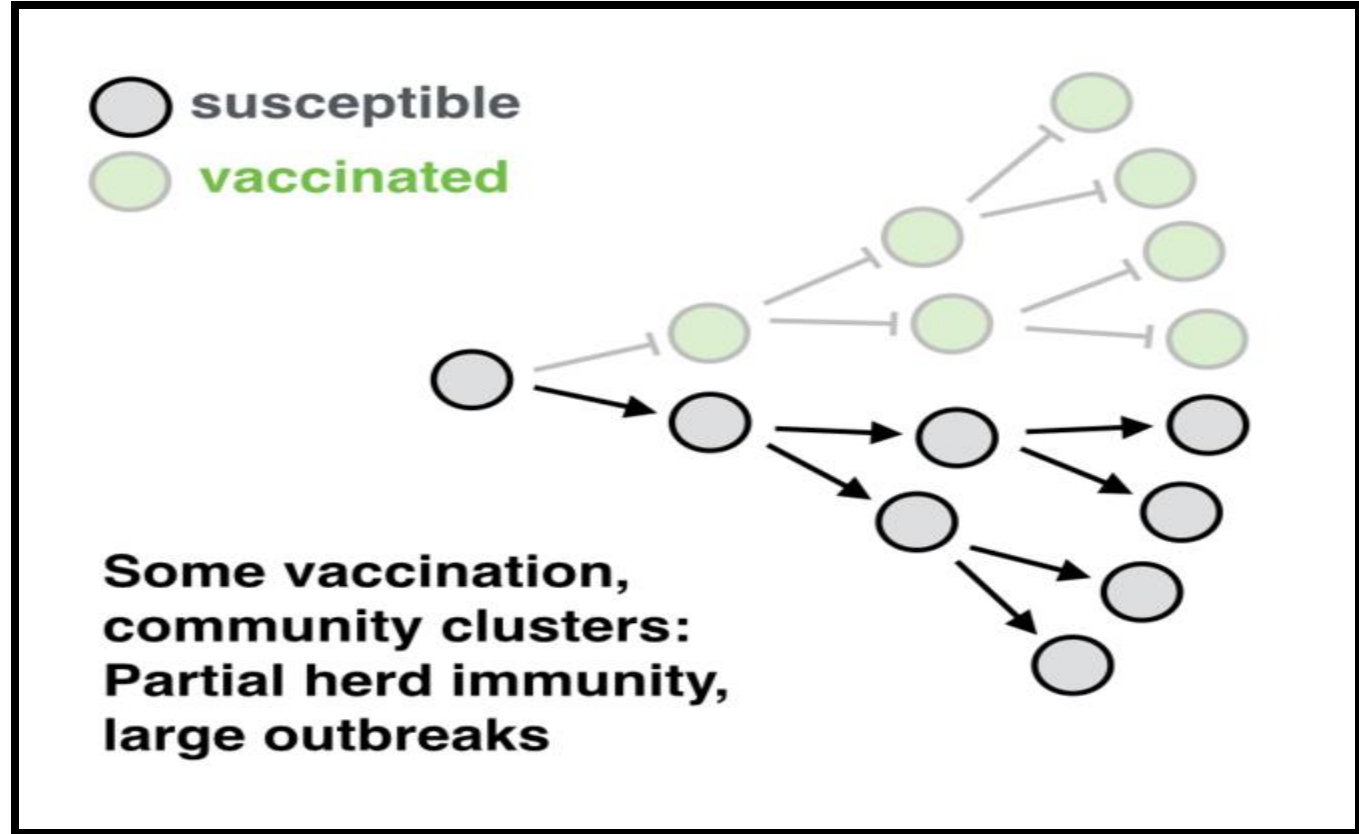 susceptible
vaccinated
Some vaccination,
community clusters:
Partial herd immunity,
large outbreaks